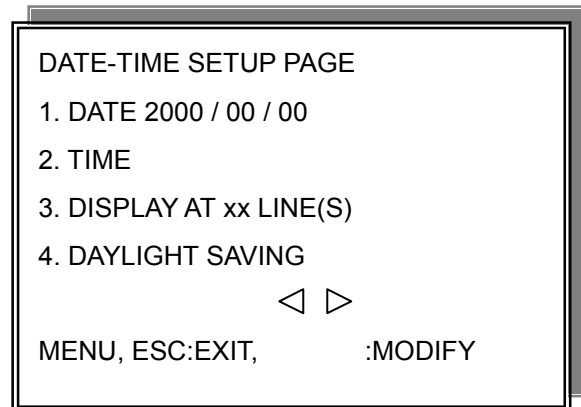 DATE-TIME SETUP PAGE
1. DATE 2000 / 00 / 00
2. TIME
3. DISPLAY AT xx LINE(S)
4. DAYLIGHT SAVING
◁ ▷
MENU, ESC:EXIT, :MODIFY